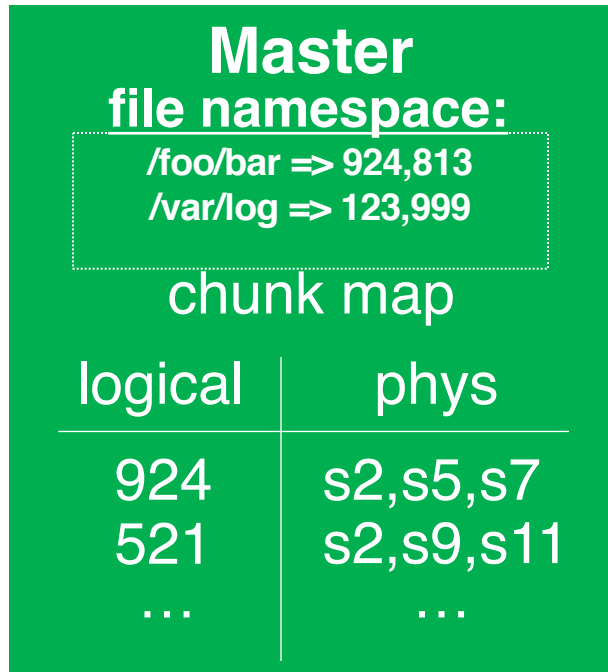 Master
file namespace:
/foo/bar => 924,813
/var/log => 123,999
chunk map
logical phys
924 s2,s5,s7
521 s2,s9,s11
… …